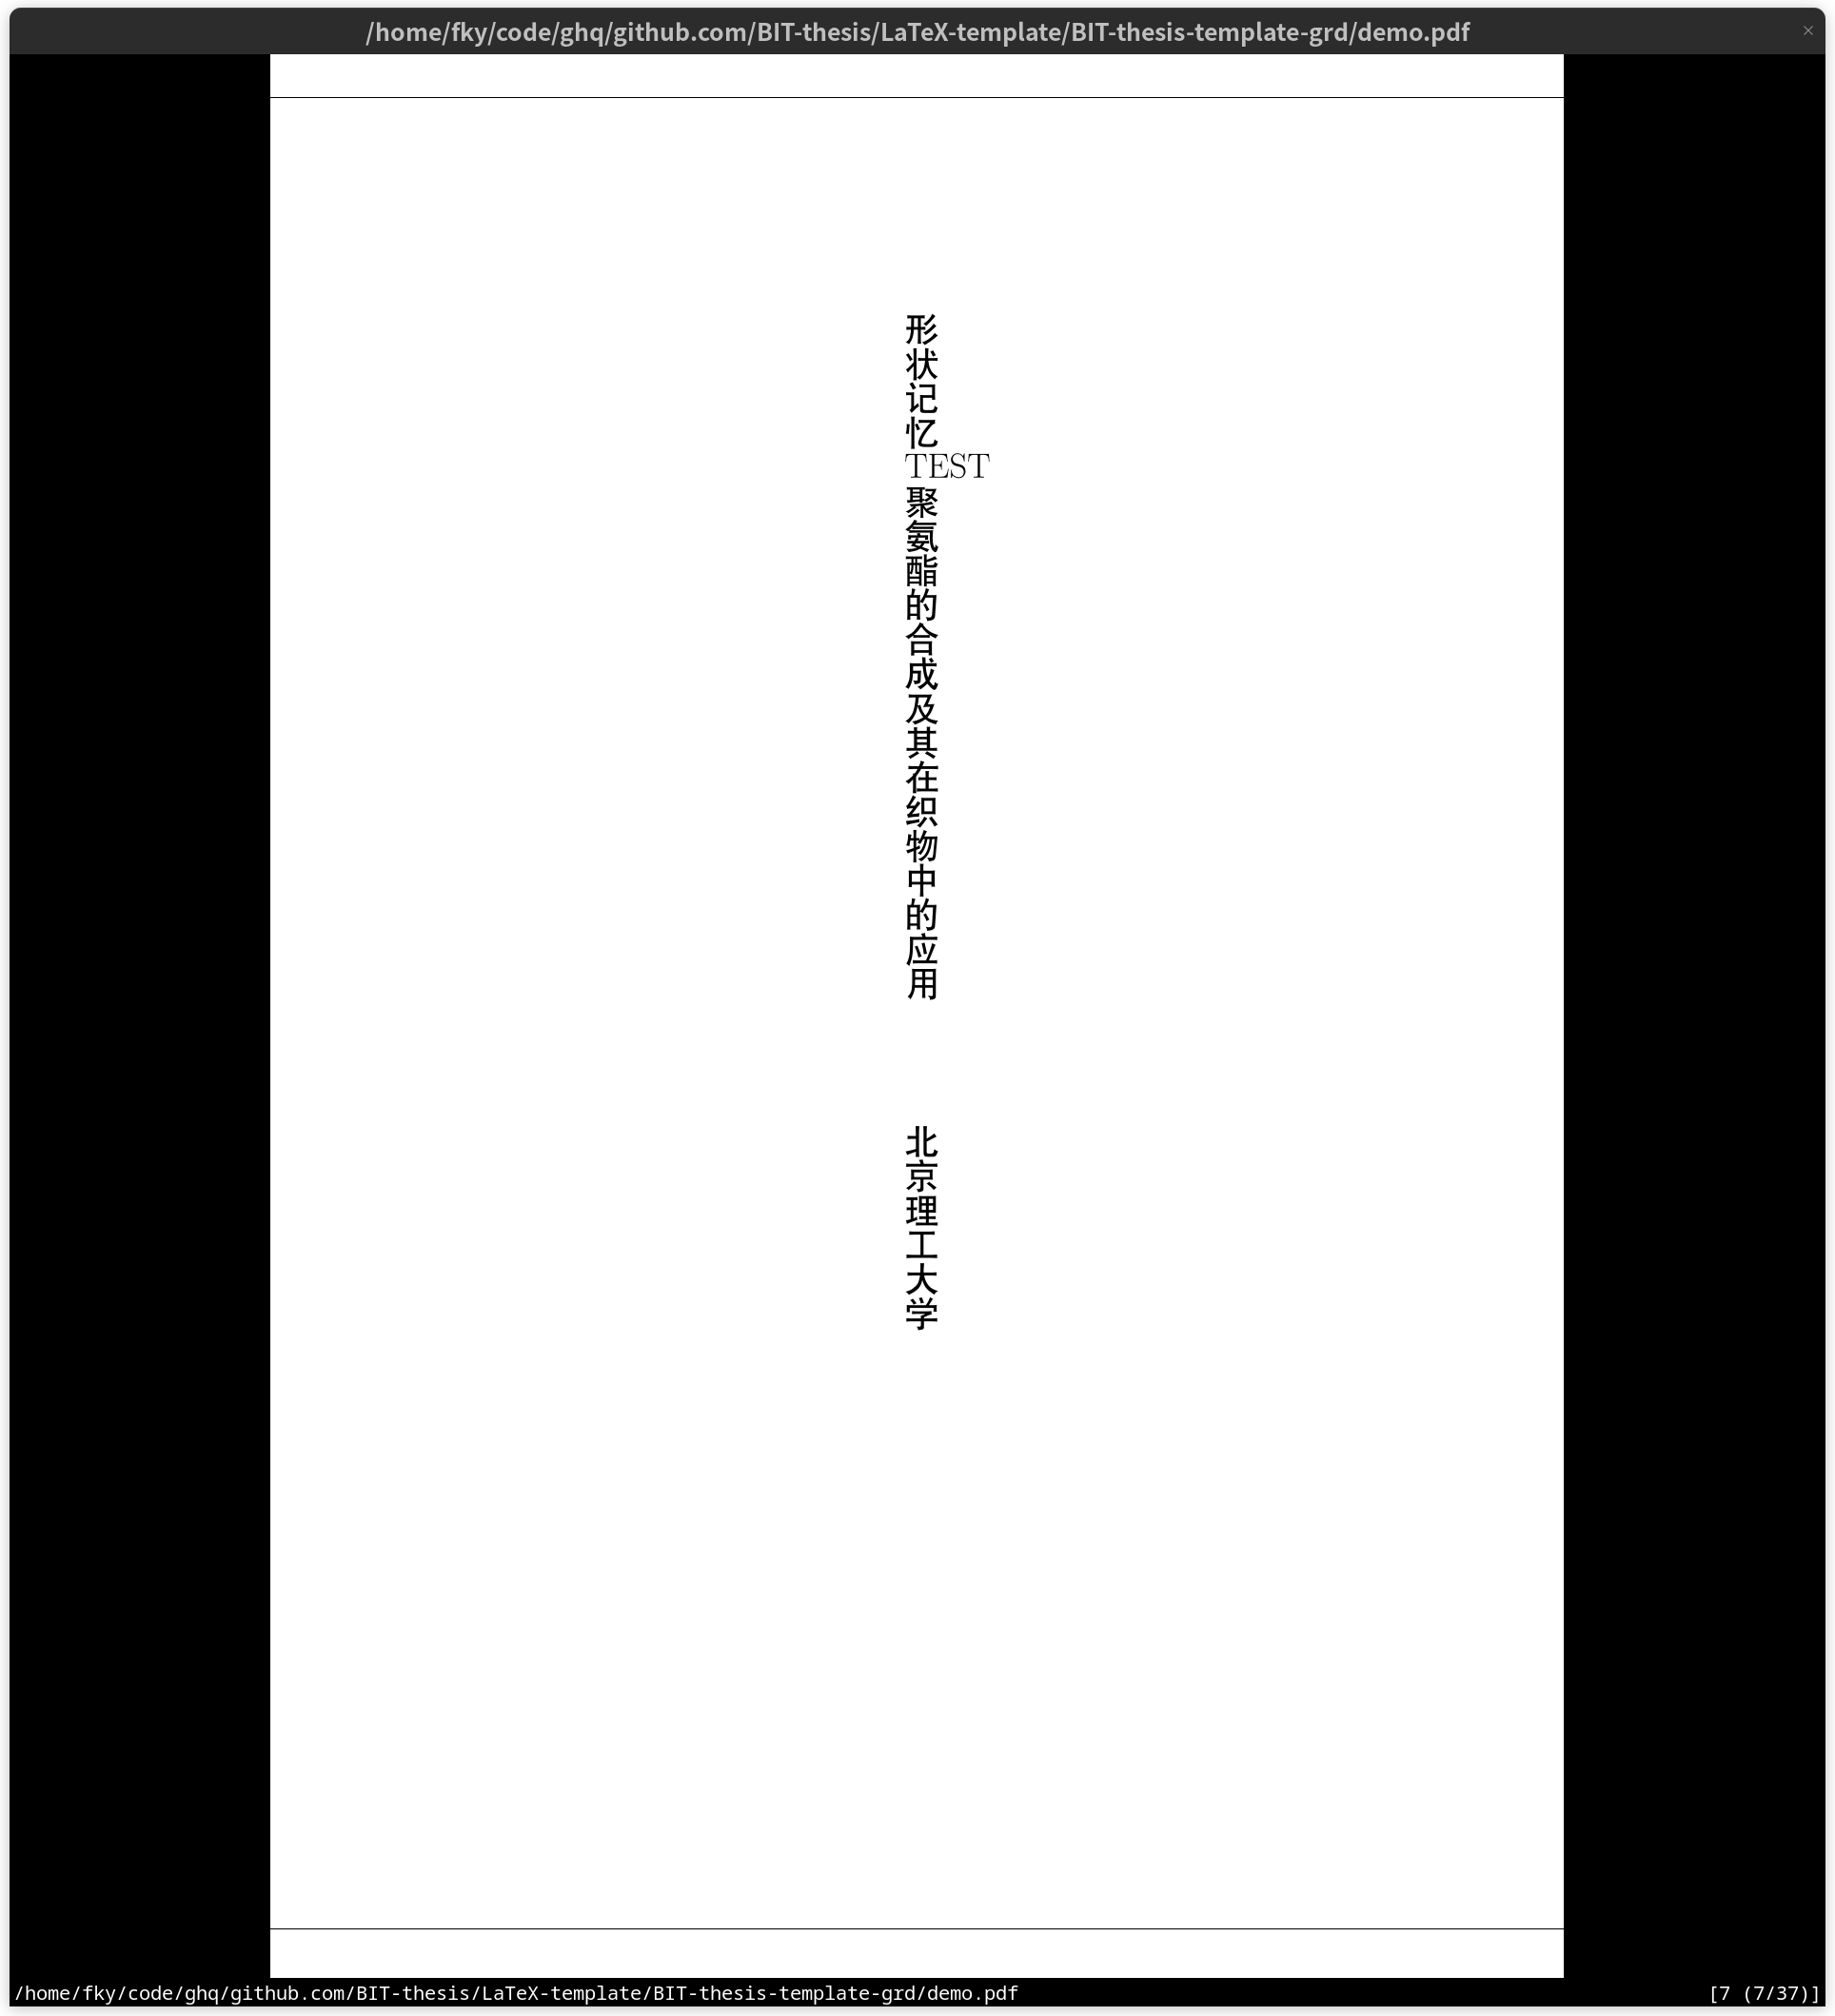 /home/fky/code/ghq/github.com/BIT-thesis/LaTeX-template/BIT-thesis-template-grd/demo.pdf
×
形状记忆TEST聚氨酯的合成及其在织物中的应用
北京理工大学
/home/fky/code/ghq/github.com/BIT-thesis/LaTeX-template/BIT-thesis-template-grd/demo.pdf
[7 (7/37)]